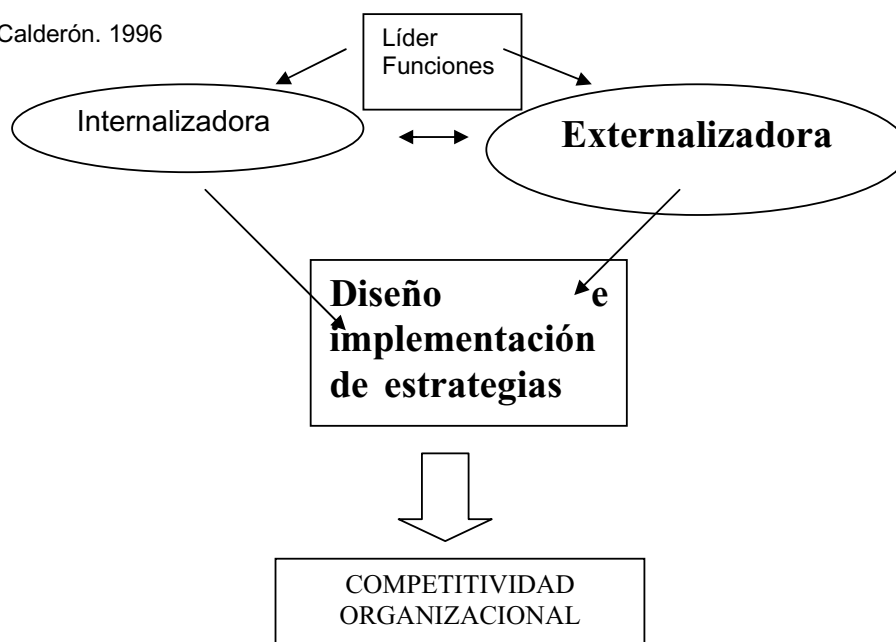 Calderón. 1996
Líder
Funciones
Internalizadora
Externalizadora
Diseño e
implementación
de estrategias
COMPETITIVIDAD
ORGANIZACIONAL